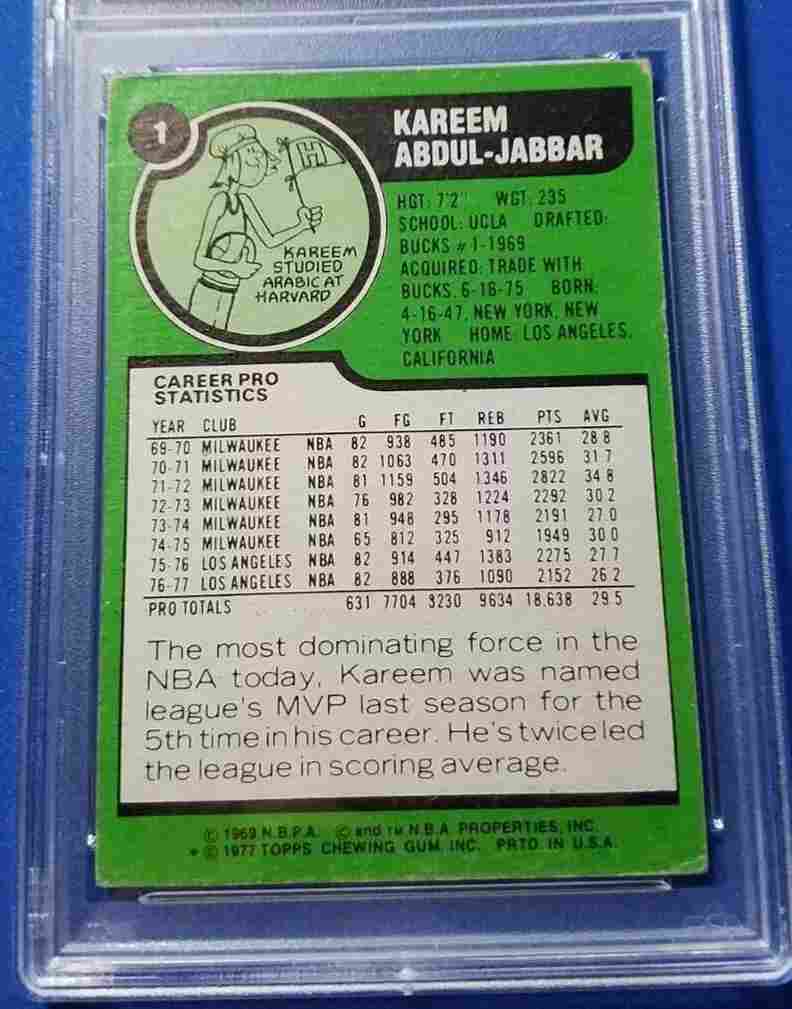 1
H
KAREEM
STUDIED
ARABIC AT
HARVARD
KAREEM
ABDUL-JABBAR
HGT: 7'2" WGT: 235
SCHOOL: UCLA DRAFTED:
BUCKS #1-1969
ACQUIRED: TRADE WITH
BUCKS, 6-16-75 BORN:
4-16-47, NEW YORK, NEW
YORK HOME: LOS ANGELES,
CALIFORNIA
CAREER PRO
STATISTICS
YEAR CLUB G FG FT REB PTS AVG
69-70 MILWAUKEE NBA 82 938 485 1190 2361 28.8
70-71 MILWAUKEE NBA 82 1063 470 1311 2596 31.7
71-72 MILWAUKEE NBA 81 1159 504 1346 2822 34.8
72-73 MILWAUKEE NBA 76 982 328 1224 2292 30.2
73-74 MILWAUKEE NBA 81 948 295 1178 2191 27.0
74-75 MILWAUKEE NBA 65 812 325 912 1949 30.0
75-76 LOS ANGELES NBA 82 914 447 1383 2275 27.7
76-77 LOS ANGELES NBA 82 888 376 1090 2152 26.2
PRO TOTALS 631 7704 3230 9634 18,638 29.5
The most dominating force in the
NBA today, Kareem was named
league's MVP last season for the
5th time in his career. He's twice led
the league in scoring average.
© 1969 N.B.P.A. © and TM N.B.A. PROPERTIES, INC.
* © 1977 TOPPS CHEWING GUM, INC. PRTD. IN U.S.A.